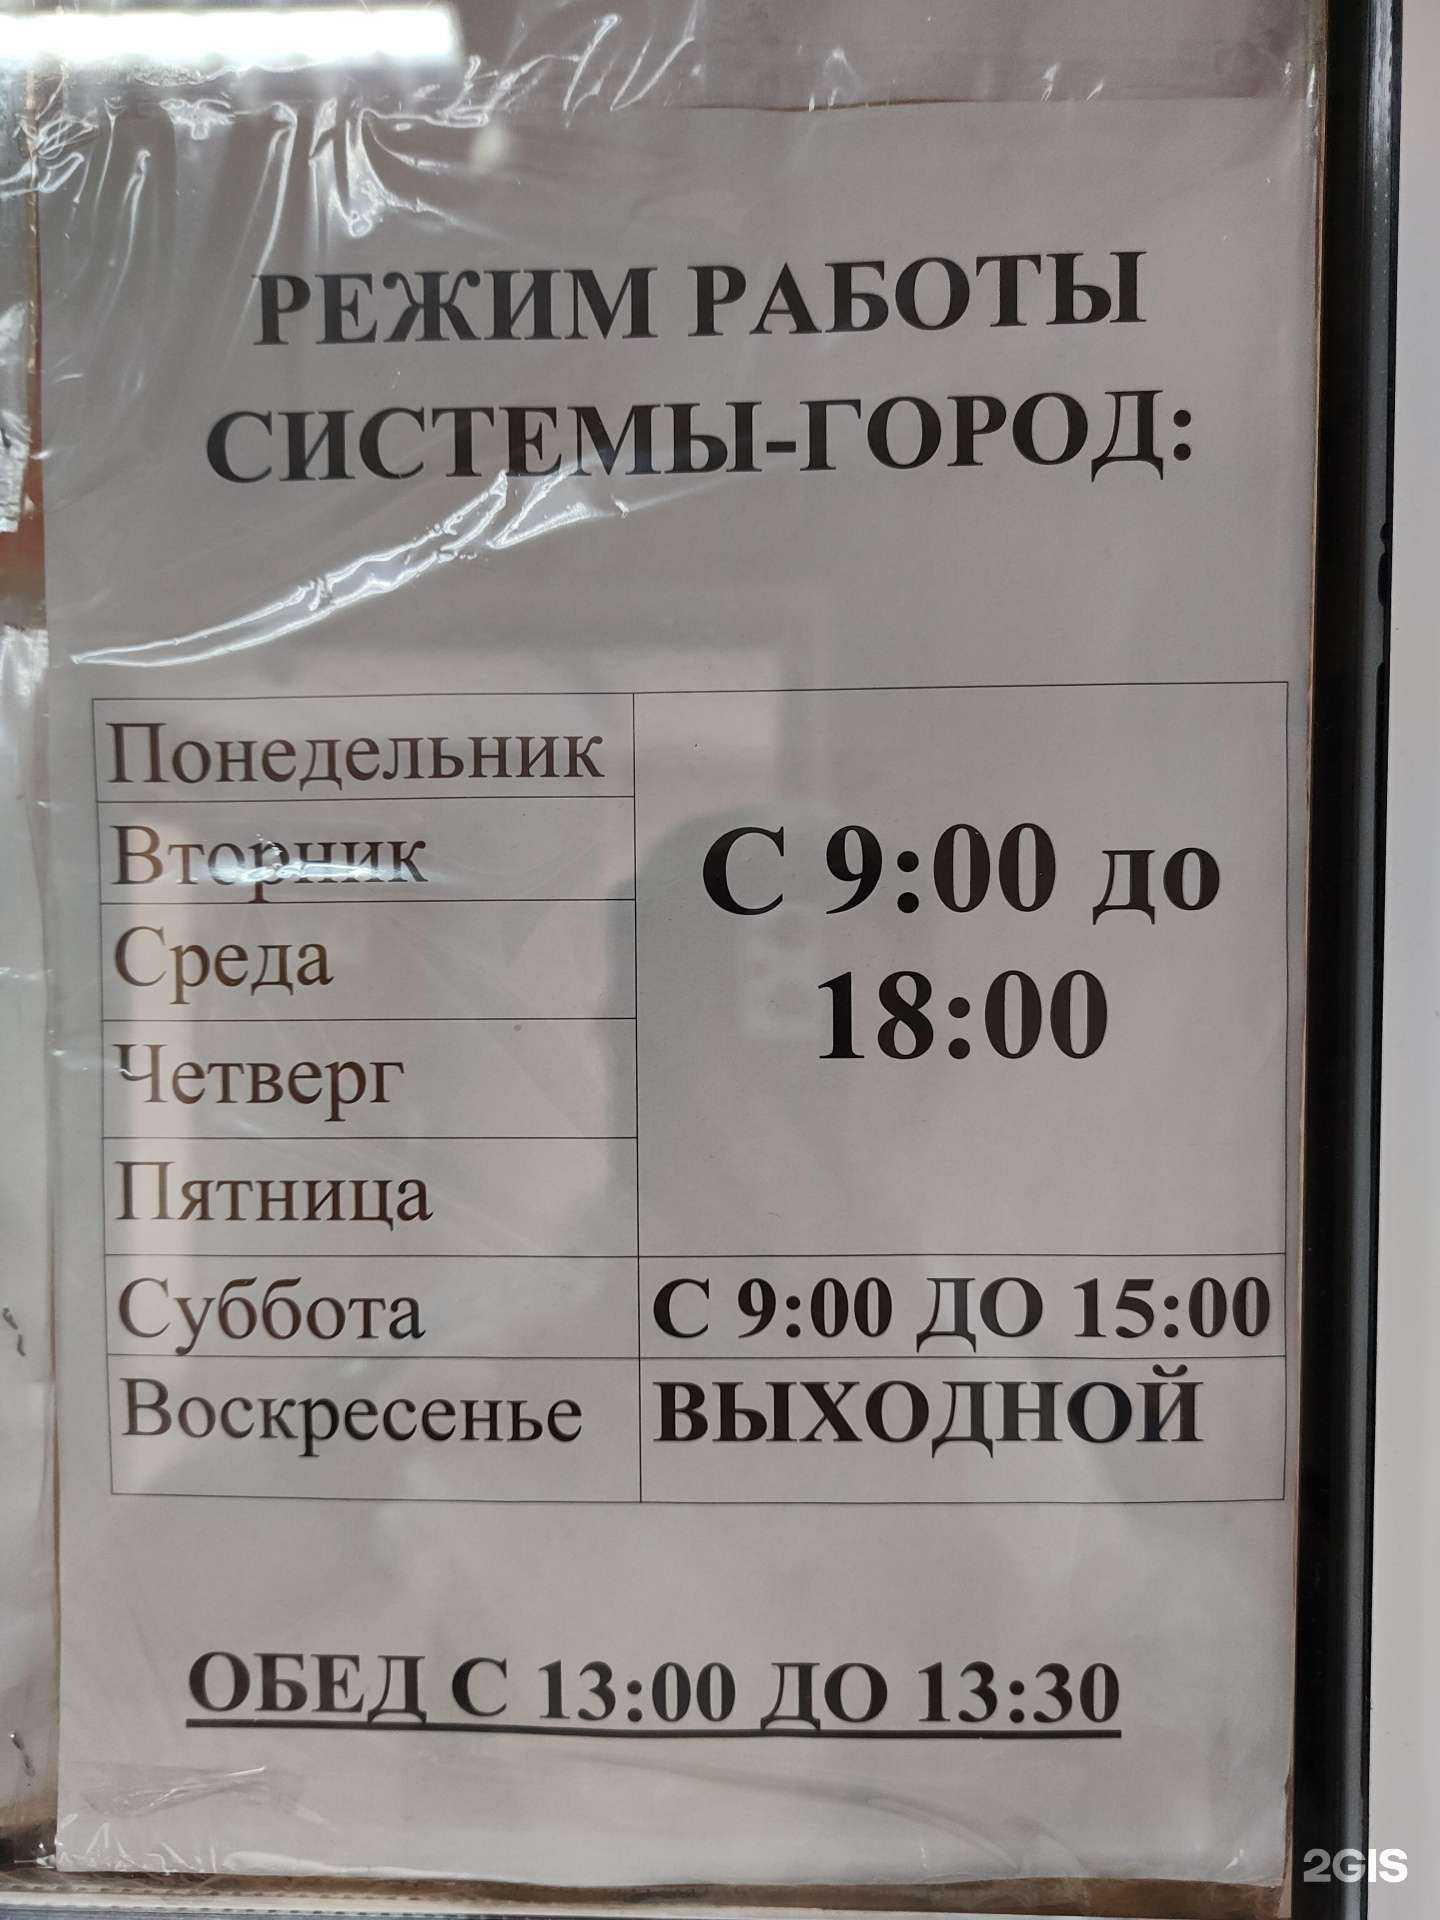 РЕЖИМ РАБОТЫ
СИСТЕМЫ-ГОРОД:
Понедельник
Вторник
Среда
Четверг
Пятница
С 9:00 до
18:00
Суббота С 9:00 ДО 15:00
Воскресенье ВЫХОДНОЙ
ОБЕД С 13:00 ДО 13:30
2GIS